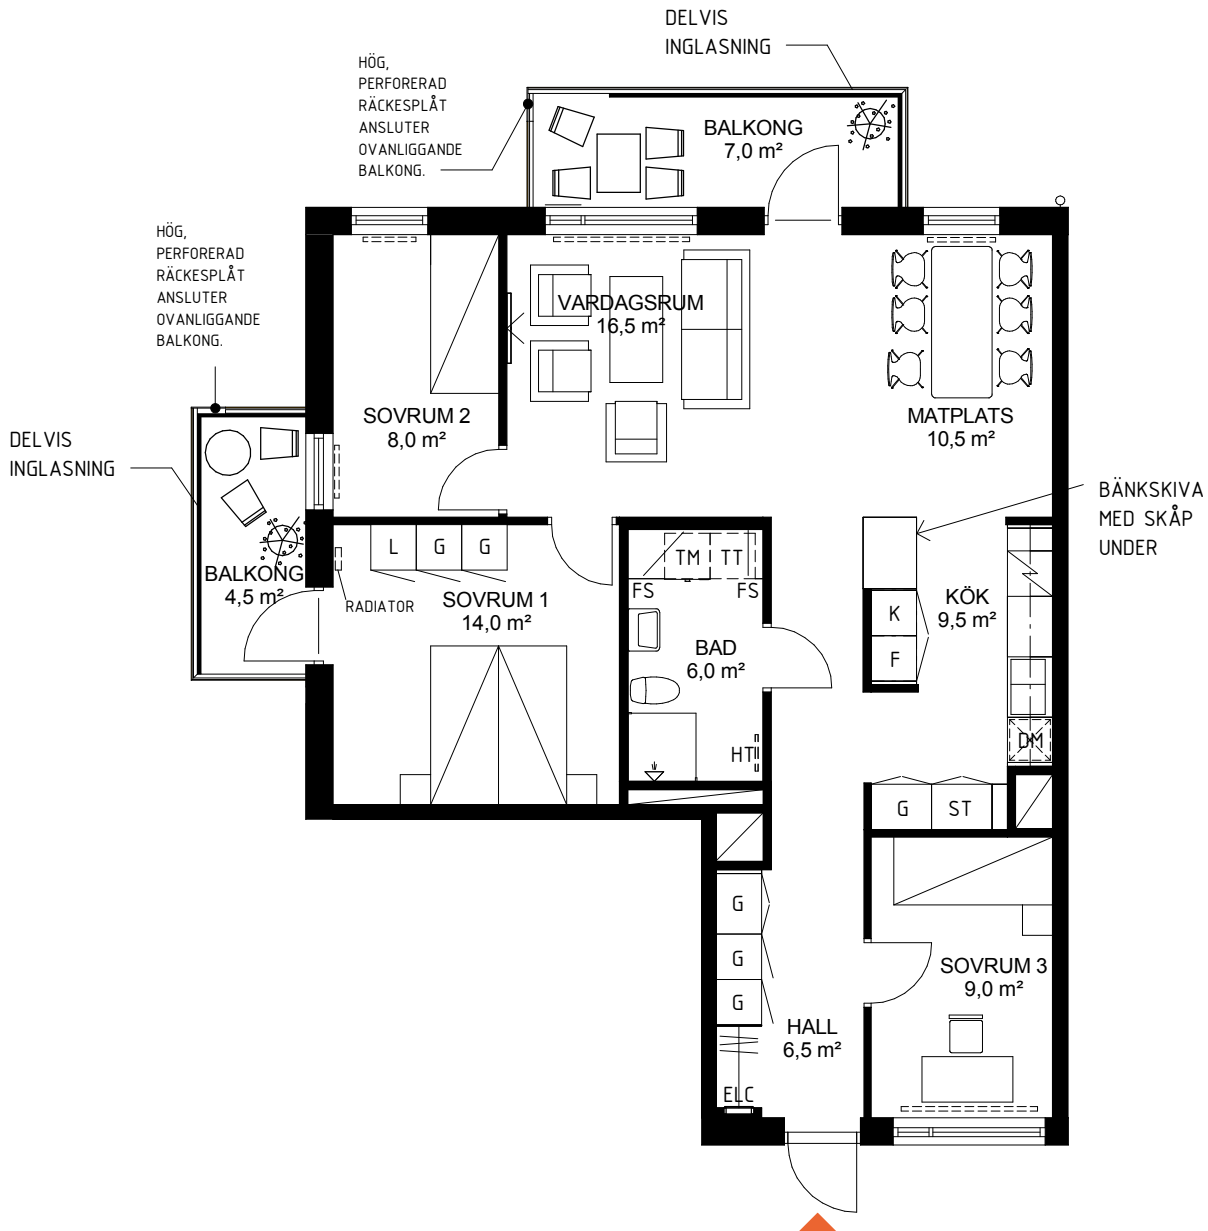 DELVIS
INGLASNING
HÖG,
PERFORERAD
RÄCKESPLÅT
ANSLUTER
OVANLIGGANDE
BALKONG.
BALKONG
7,0 m²
HÖG,
PERFORERAD
RÄCKESPLÅT
ANSLUTER
OVANLIGGANDE
BALKONG.
VARDAGSRUM
16,5 m²
SOVRUM 2
8,0 m²
MATPLATS
10,5 m²
DELVIS
INGLASNING
BÄNKSKIVA
MED SKÅP
UNDER
L
G
G
TM
TT
BALKONG
4,5 m²
RADIATOR
SOVRUM 1
14,0 m²
FS
FS
KÖK
9,5 m²
K
F
BAD
6,0 m²
HT
DM
G
ST
G
G
G
SOVRUM 3
9,0 m²
HALL
6,5 m²
ELC